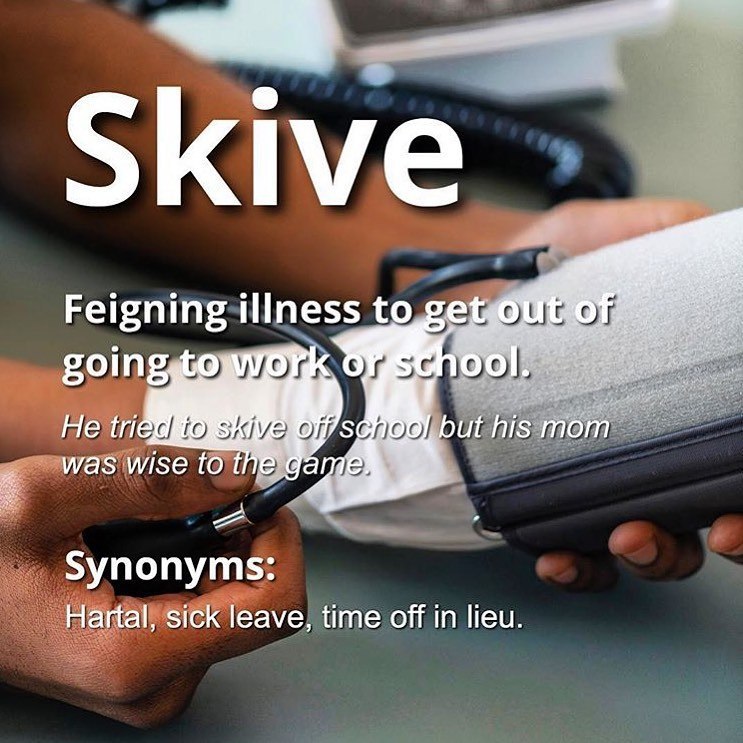 Skive
Feigning illness to get out of
going to work or school.
He tried to skive off school but his mom
was wise to the game.
Synonyms:
Hartal, sick leave, time off in lieu.